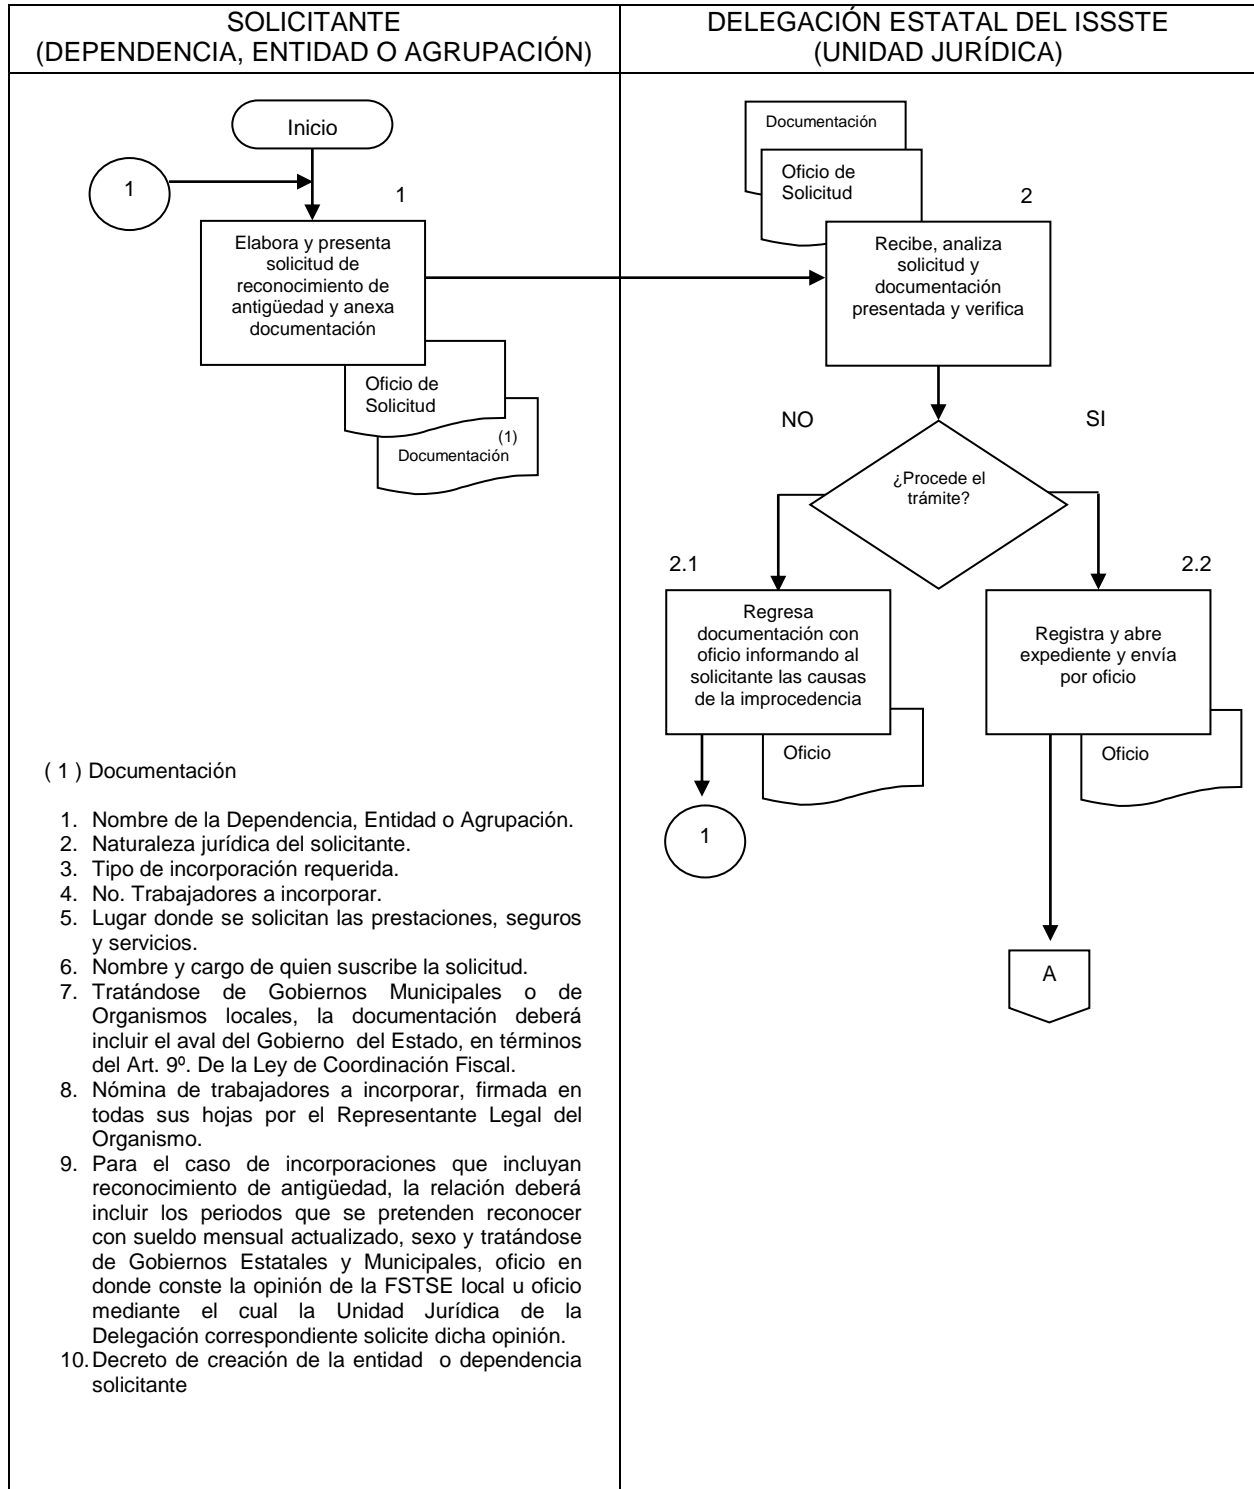 SOLICITANTE
(DEPENDENCIA, ENTIDAD O AGRUPACIÓN)
DELEGACIÓN ESTATAL DEL ISSSTE
(UNIDAD JURÍDICA)
Inicio
1
1
Elabora y presenta
solicitud de
reconocimiento de
antigüedad y anexa
documentación
Oficio de
Solicitud
(1)
Documentación
Documentación
Oficio de
Solicitud
2
Recibe, analiza
solicitud y
documentación
presentada y verifica
NO
SI
¿Procede el
trámite?
2.1
Regresa
documentación con
oficio informando al
solicitante las causas
de la improcedencia
Oficio
1
2.2
Registra y abre
expediente y envía
por oficio
Oficio
A
( 1 ) Documentación
1. Nombre de la Dependencia, Entidad o Agrupación.
2. Naturaleza jurídica del solicitante.
3. Tipo de incorporación requerida.
4. No. Trabajadores a incorporar.
5. Lugar donde se solicitan las prestaciones, seguros
y servicios.
6. Nombre y cargo de quien suscribe la solicitud.
7. Tratándose de Gobiernos Municipales o de
Organismos locales, la documentación deberá
incluir el aval del Gobierno del Estado, en términos
del Art. 9º. De la Ley de Coordinación Fiscal.
8. Nómina de trabajadores a incorporar, firmada en
todas sus hojas por el Representante Legal del
Organismo.
9. Para el caso de incorporaciones que incluyan
reconocimiento de antigüedad, la relación deberá
incluir los periodos que se pretenden reconocer
con sueldo mensual actualizado, sexo y tratándose
de Gobiernos Estatales y Municipales, oficio en
donde conste la opinión de la FSTSE local u oficio
mediante el cual la Unidad Jurídica de la
Delegación correspondiente solicite dicha opinión.
10. Decreto de creación de la entidad o dependencia
solicitante